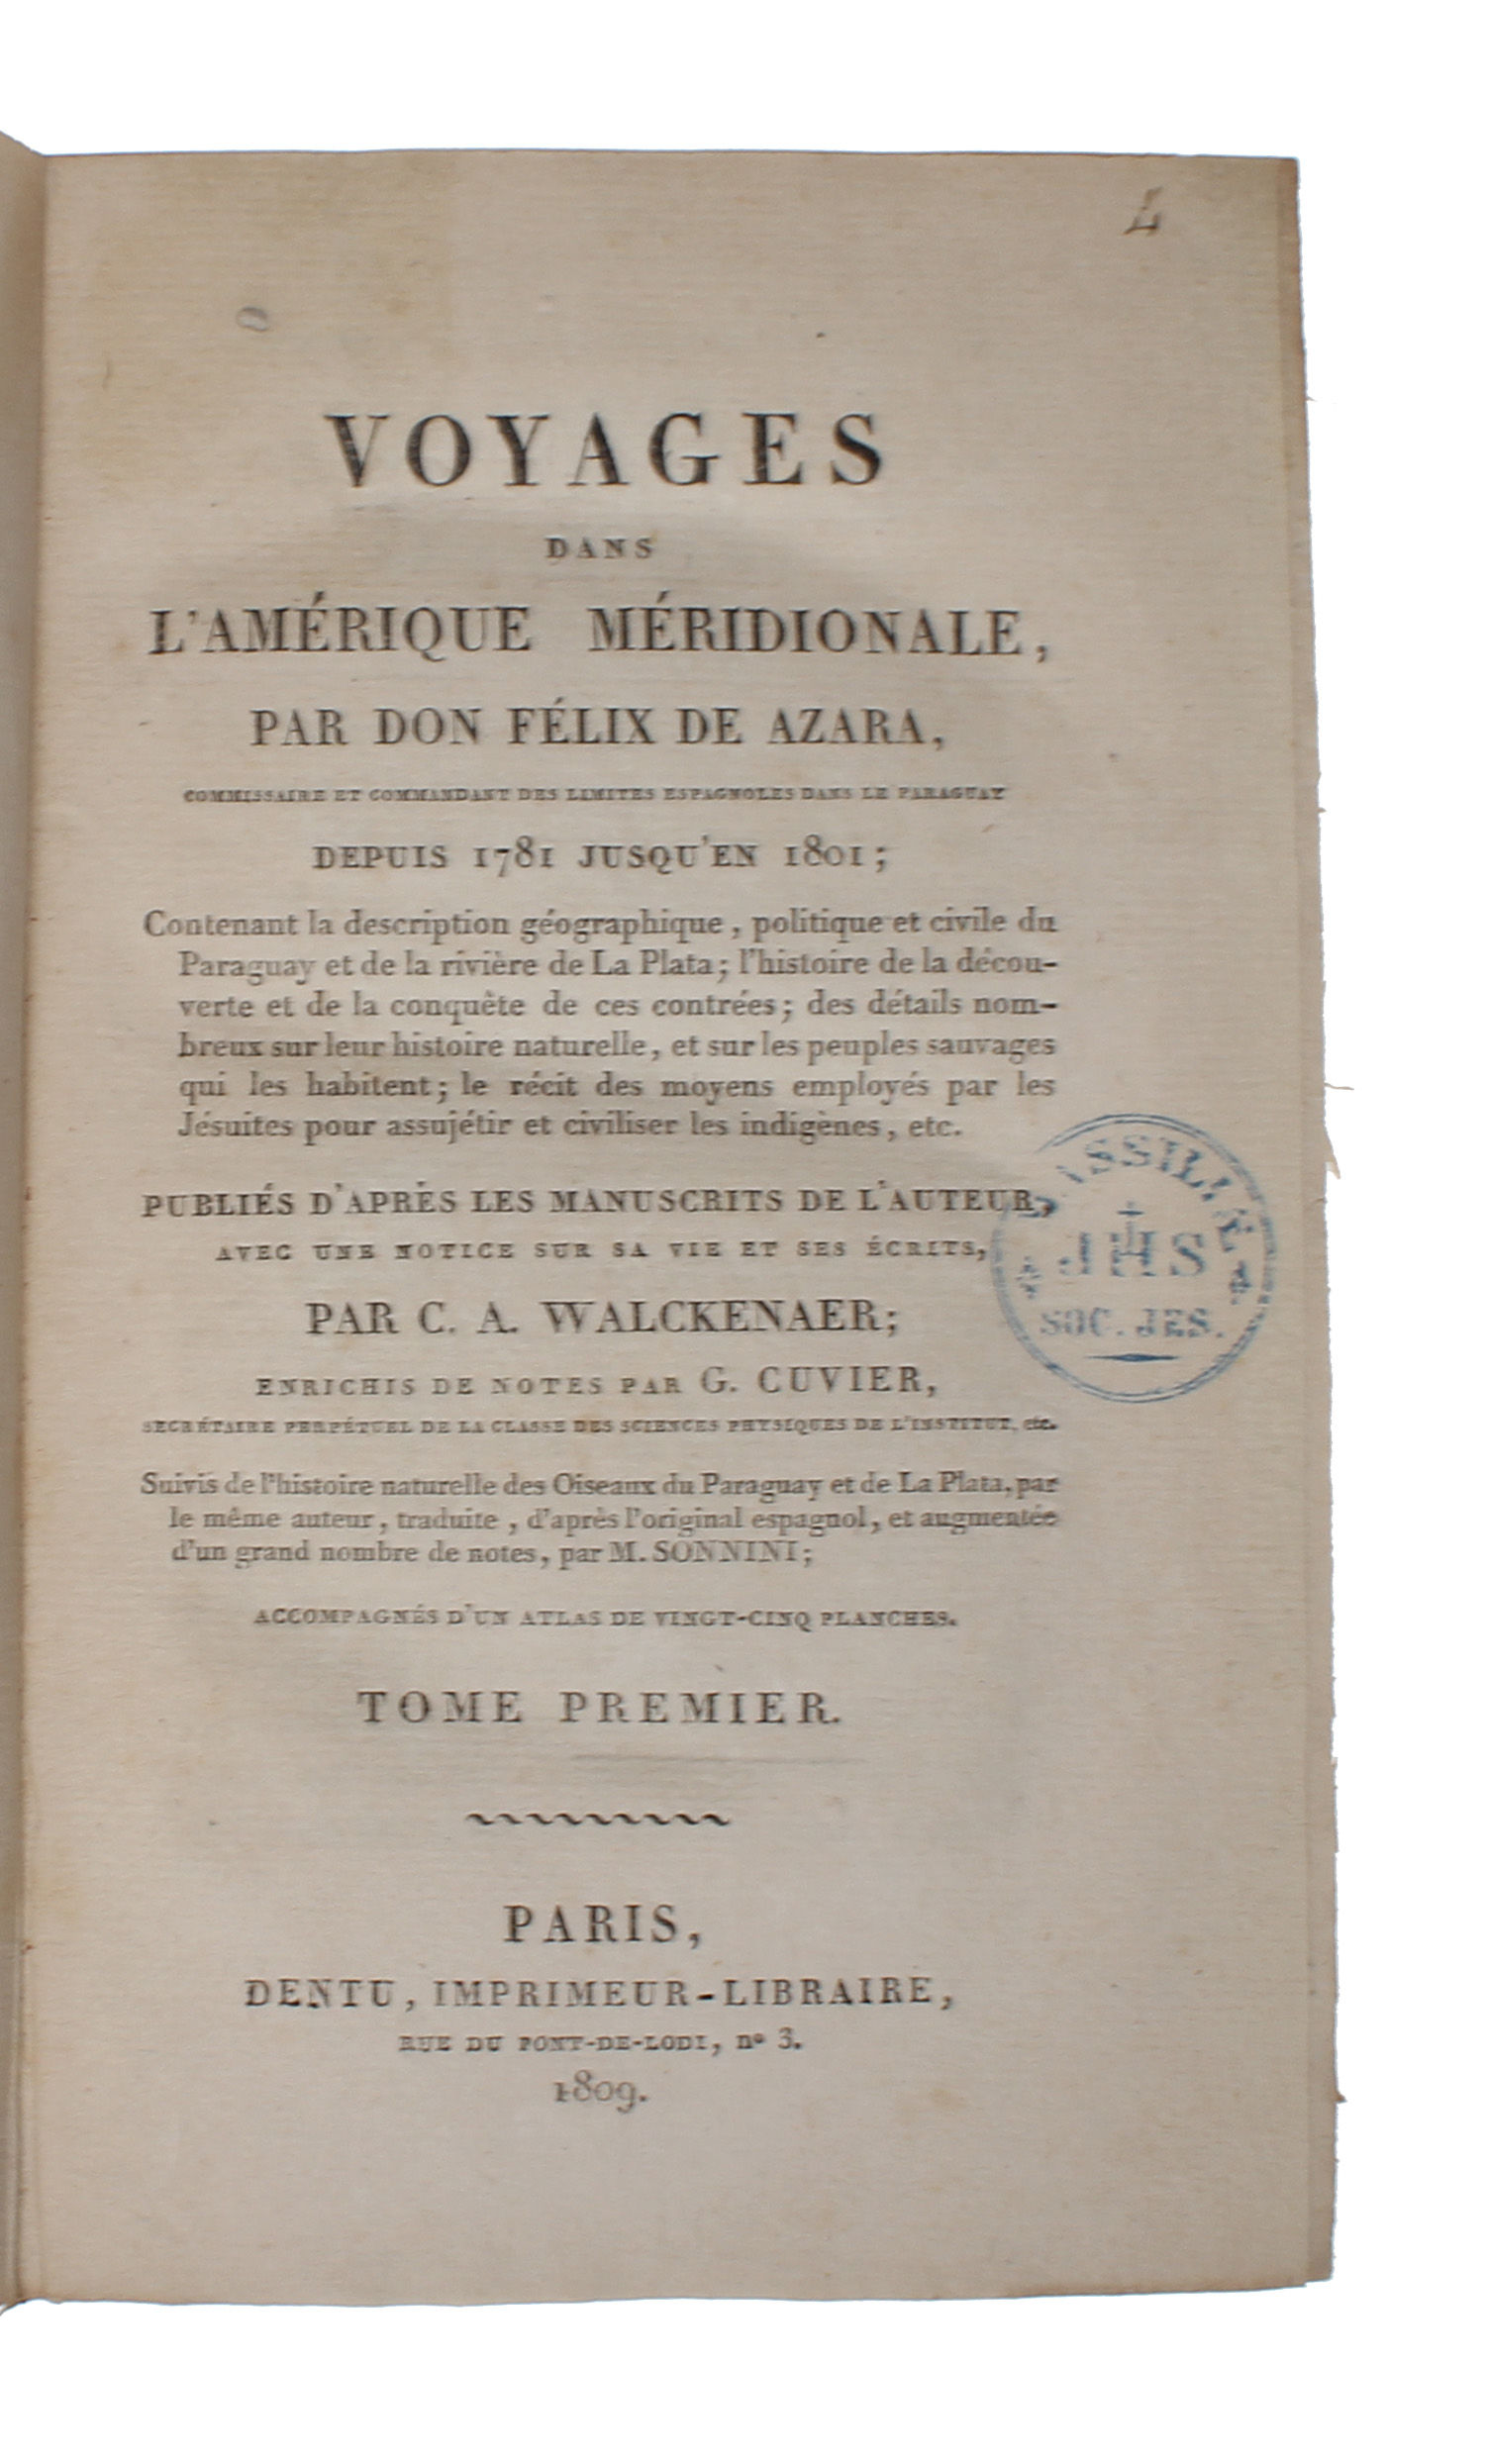 VOYAGES
DANS
L'AMÉRIQUE MÉRIDIONALE,
PAR DON FÉLIX DE AZARA,
COMMISSAIRE ET COMMANDANT DES LIMITES ESPAGNOLES DANS LE PARAGUAY
DEPUIS 1781 JUSQU'EN 1801;
Contenant la description géographique, politique et civile du
Paraguay et de la rivière de La Plata; l'histoire de la décou-
verte et de la conquète de ces contrées; des détails nom-
breux sur leur histoire naturelle, et sur les peuples sauvages
qui les habitent; le récit des moyens employés par les
Jésuites pour assujétir et civiliser les indigènes, etc.
PUBLIÉS D'APRÈS LES MANUSCRITS DE L'AUTEUR,
AVEC UNE NOTICE SUR SA VIE ET SES ÉCRITS,
PAR C. A. WALCKENAER;
ENRICHIS DE NOTES PAR G. CUVIER,
SECRÉTAIRE PERPÉTUEL DE LA CLASSE DES SCIENCES PHYSIQUES DE L'INSTITUT, etc.
Suivis de l'histoire naturelle des Oiseaux du Paraguay et de La Plata, par
le même auteur, traduite, d'après l'original espagnol, et augmentée
d'un grand nombre de notes, par M. SONNINI;
ACCOMPAGNÉS D'UN ATLAS DE VINGT-CINQ PLANCHES.
TOME PREMIER.
PARIS,
DENTU, IMPRIMEUR-LIBRAIRE,
RUE DU PONT-DE-LODI, nº 3.
1809.
JHS
SOC. JES.